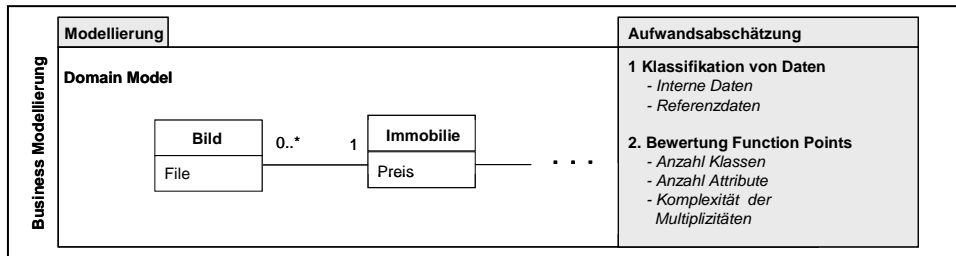 Business Modellierung
Modellierung
Domain Model
Bild
File
0..*
1
Immobilie
Preis
. . .
Aufwandsabschätzung
1 Klassifikation von Daten
- Interne Daten
- Referenzdaten
2. Bewertung Function Points
- Anzahl Klassen
- Anzahl Attribute
- Komplexität der
Multiplizitäten